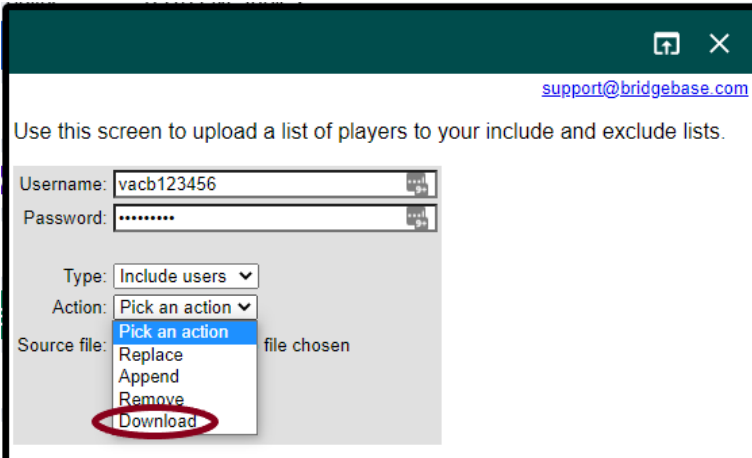 support@bridgebase.com
Use this screen to upload a list of players to your include and exclude lists.
Username: vacb123456
Password: •••••••••
Type: Include users
Action: Pick an action
Pick an action
Source file: file chosen
Replace
Append
Remove
Download